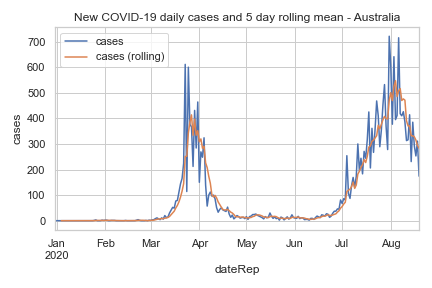 New COVID-19 daily cases and 5 day rolling mean - Australia
cases
cases (rolling)
700
600
500
400
300
200
100
0
cases
Jan
2020
Feb
Mar
Apr
May
Jun
Jul
Aug
dateRep